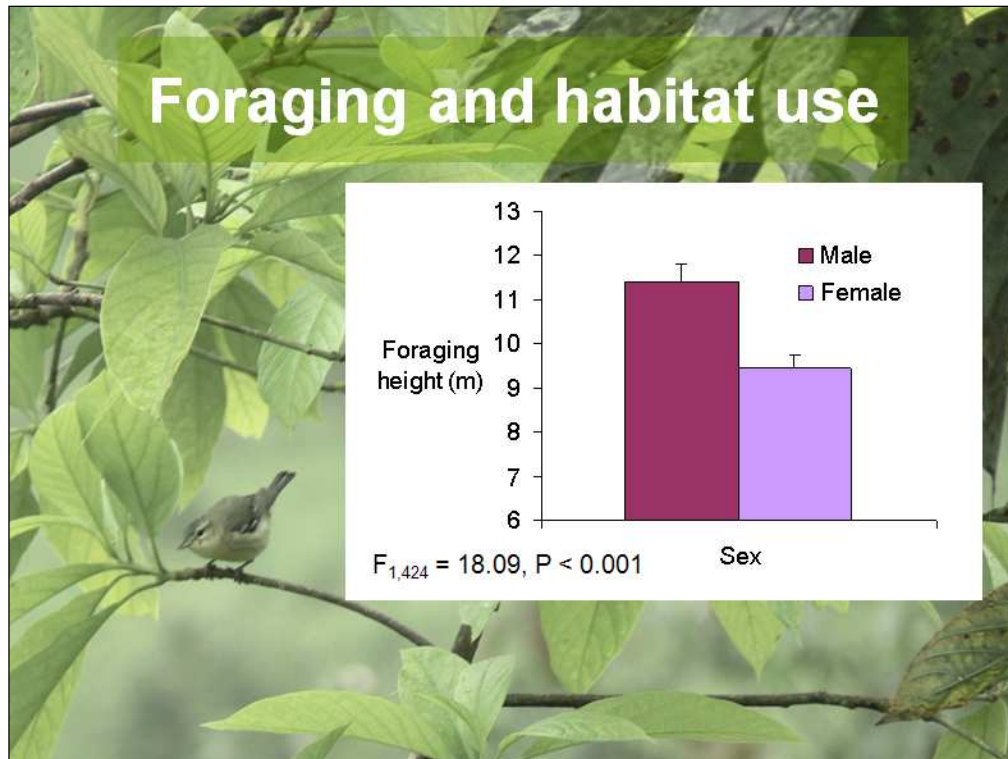 Foraging and habitat use
13
12
11
10
9
8
7
6
Foraging
height (m)
Male
Female
Sex
F1,424 = 18.09, P < 0.001